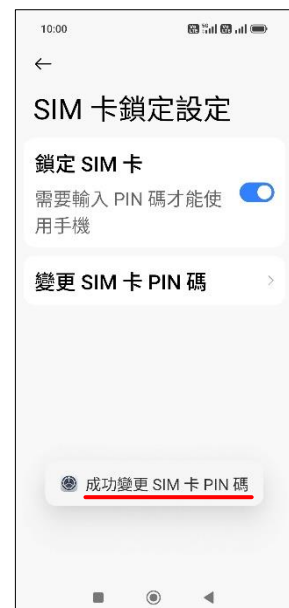 10:00
SIM 卡鎖定設定
鎖定 SIM 卡
需要輸入 PIN 碼才能使
用手機
變更 SIM 卡 PIN 碼
成功變更 SIM 卡 PIN 碼